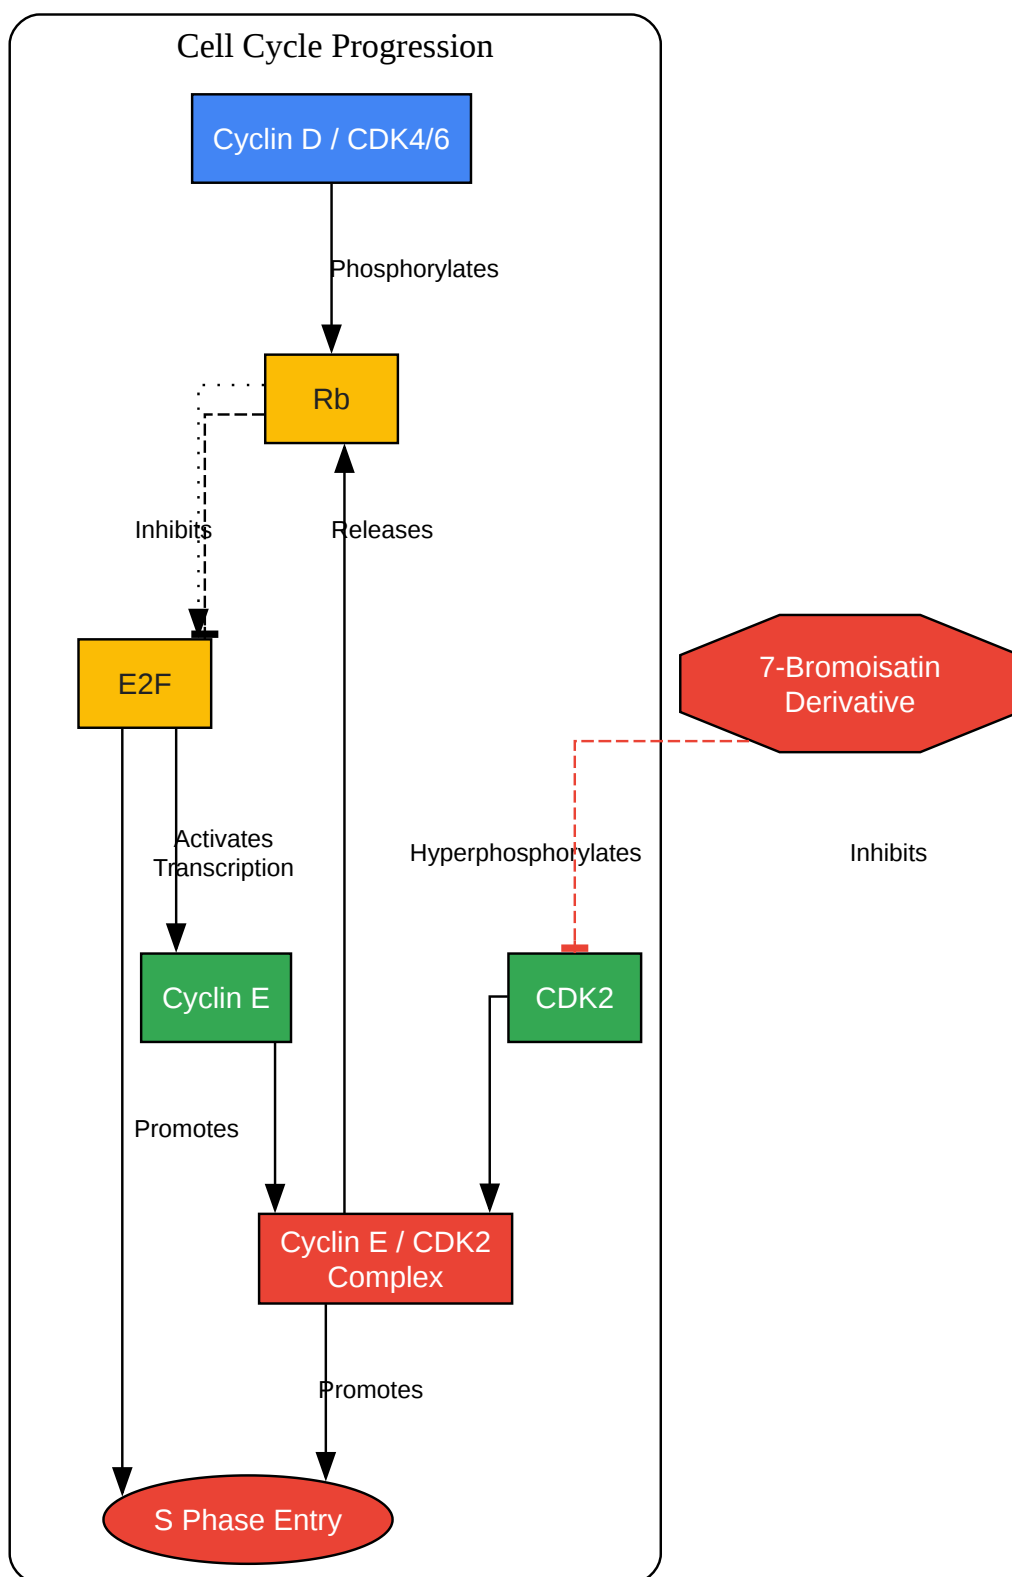 Cell Cycle Progression
Cyclin D / CDK4/6
Phosphorylates
Rb
Inhibits
Releases
E2F
7-Bromoisatin
Derivative
Activates
Transcription
Hyperphosphorylates
Inhibits
Cyclin E
CDK2
Promotes
Cyclin E / CDK2
Complex
Promotes
S Phase Entry